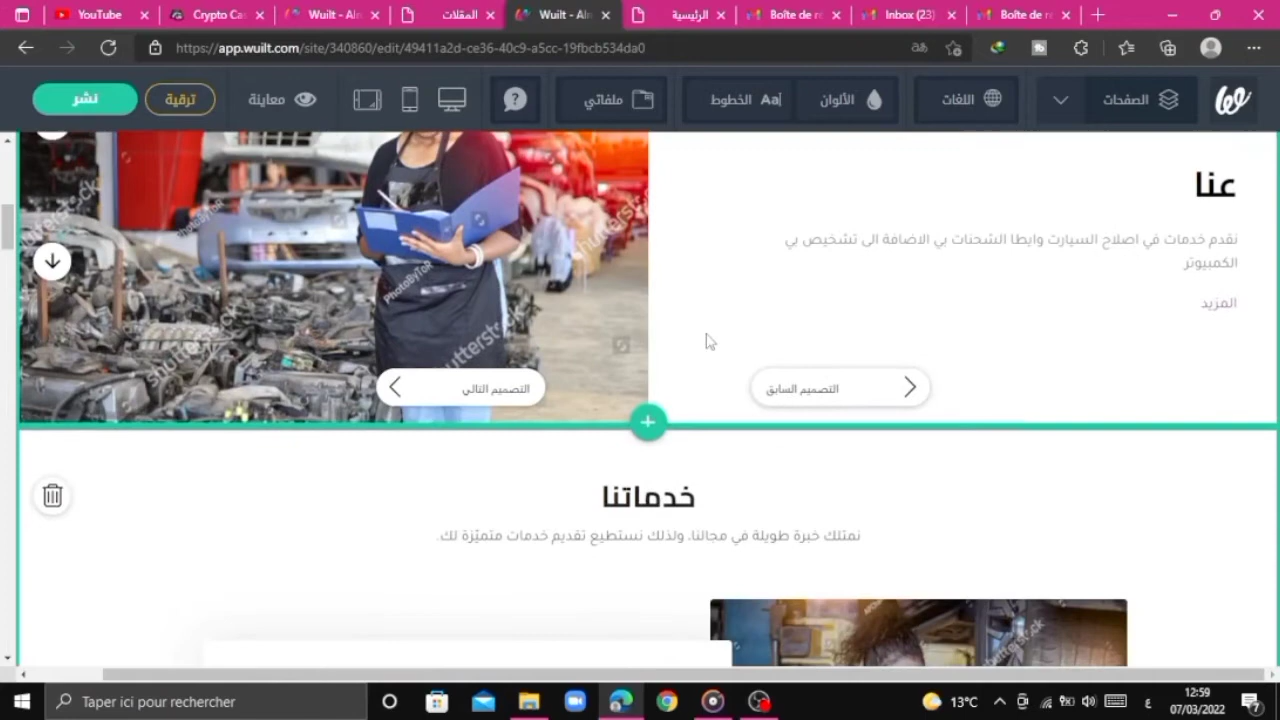 YouTube
Crypto Ca
Wuilt - Al
المقلات
Wuilt - Al
الرئيسية
Boîte de r
Inbox (23)
Boîte de r
https://app.wuilt.com/site/340860/edit/49411a2d-ce36-40c9-a5cc-19fbcb534da0
الصفحات
اللغات
الألوان
الخطوط
ملفاتي
معاينة
ترقية
نشر
عنا
نقدم خدمات في اصلاح السيارت وايطا الشحنات بي الاضافة الى تشخيص بي
الكمبيوتر
المزيد
التصميم السابق
التصميم التالي
shutterstock
PhotoByToR
خدماتنا
نمتلك خبرة طويلة في مجالنا، ولذلك نستطيع تقديم خدمات متميّزة لك.
Taper ici pour rechercher
13°C
ع
12:59
07/03/2022
7